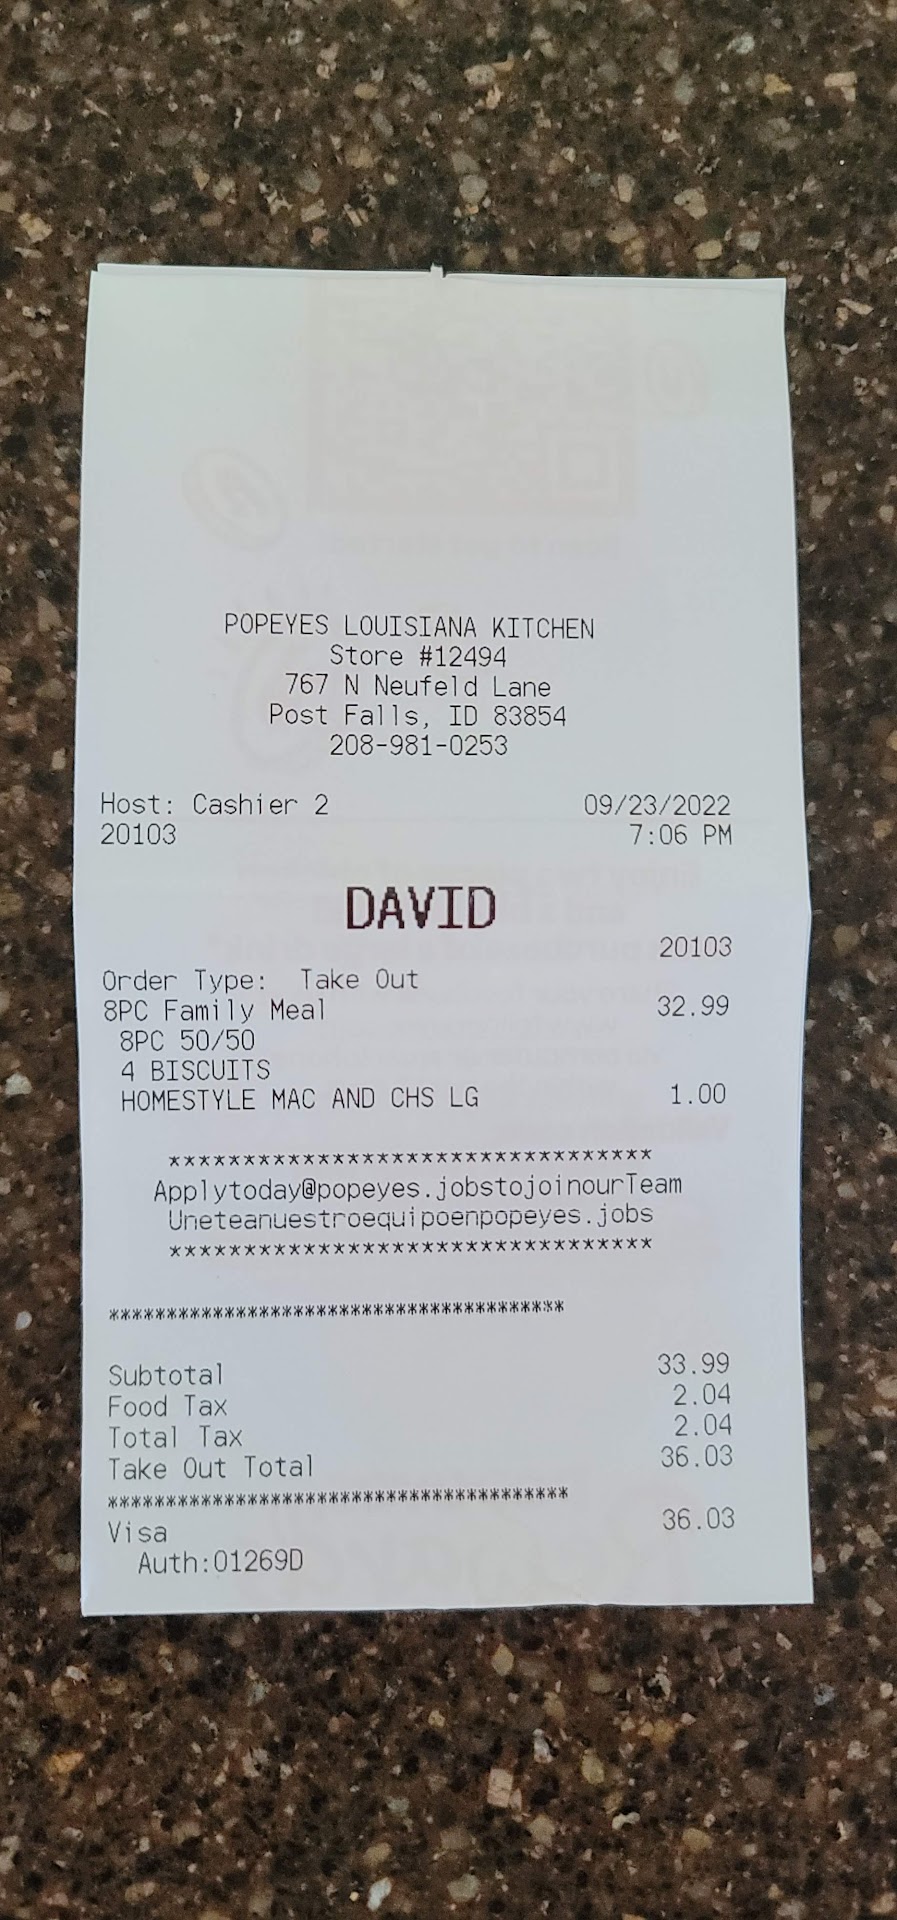 POPEYES LOUISIANA KITCHEN
Store #12494
767 N Neufeld Lane
Post Falls, ID 83854
208-981-0253
Host: Cashier 2 09/23/2022
20103 7:06 PM
DAVID
20103
Order Type: Take Out
8PC Family Meal 32.99
8PC 50/50
4 BISCUITS
HOMESTYLE MAC AND CHS LG 1.00
*********************************
Applytoday@popeyes.jobstojoinourTeam
Uneteanuestroequipoenpopeyes.jobs
*********************************
***************************************
Subtotal 33.99
Food Tax 2.04
Total Tax 2.04
Take Out Total 36.03
***************************************
Visa 36.03
Auth:01269D